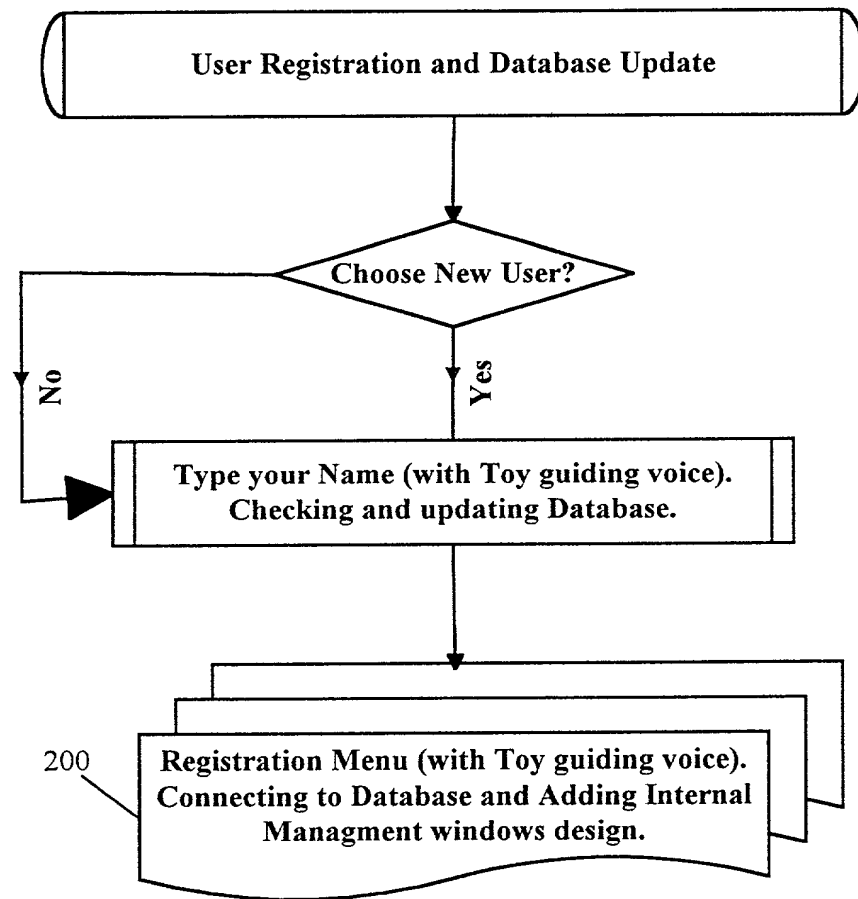 User Registration and Database Update
Choose New User?
No
Yes
Type your Name (with Toy guiding voice).
Checking and updating Database.
200
Registration Menu (with Toy guiding voice).
Connecting to Database and Adding Internal
Managment windows design.